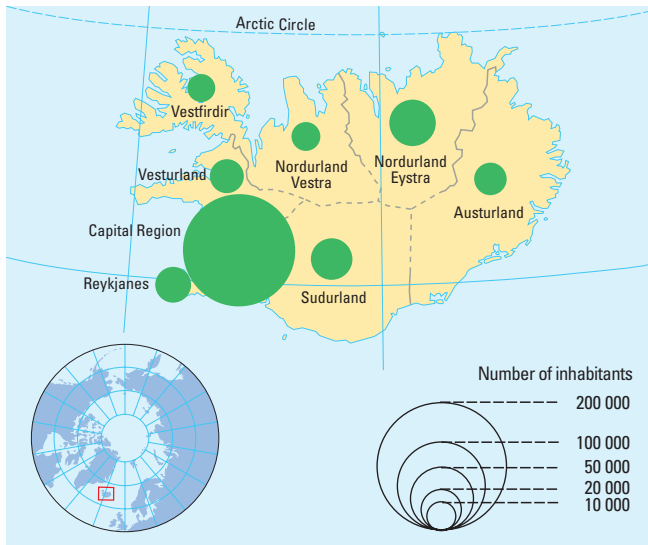 Arctic Circle
Vestfirdir
Nordurland
Vestra
Nordurland
Eystra
Vesturland
Austurland
Capital Region
Reykjanes
Sudurland
Number of inhabitants
200 000
100 000
50 000
20 000
10 000